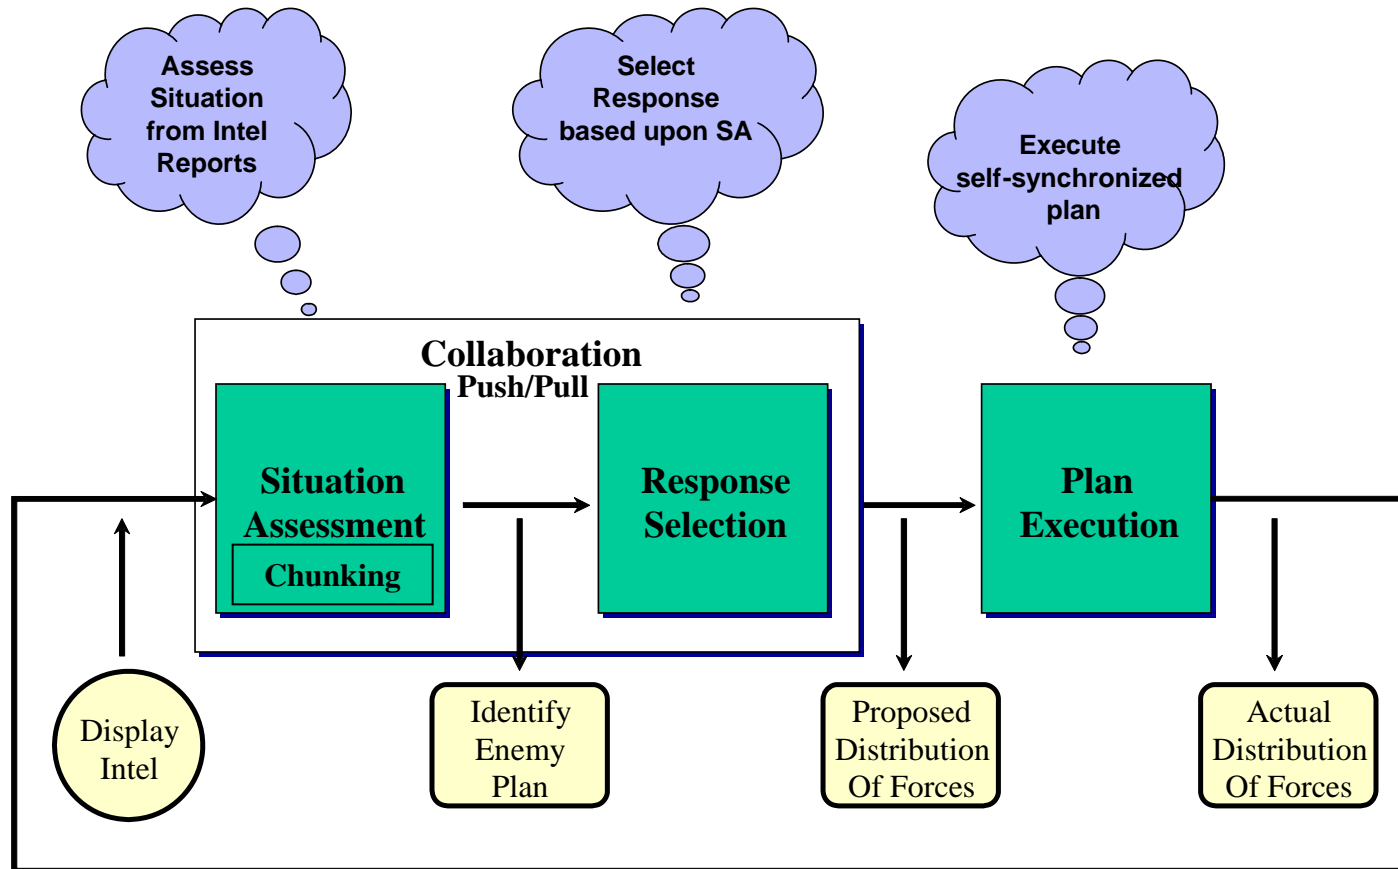 Assess
Situation
from Intel
Reports
Select
Response
based upon SA
Execute
self-synchronized
plan
Collaboration
Push/Pull
Situation
Assessment
Chunking
Response
Selection
Plan
Execution
Display
Intel
Identify
Enemy
Plan
Proposed
Distribution
Of Forces
Actual
Distribution
Of Forces